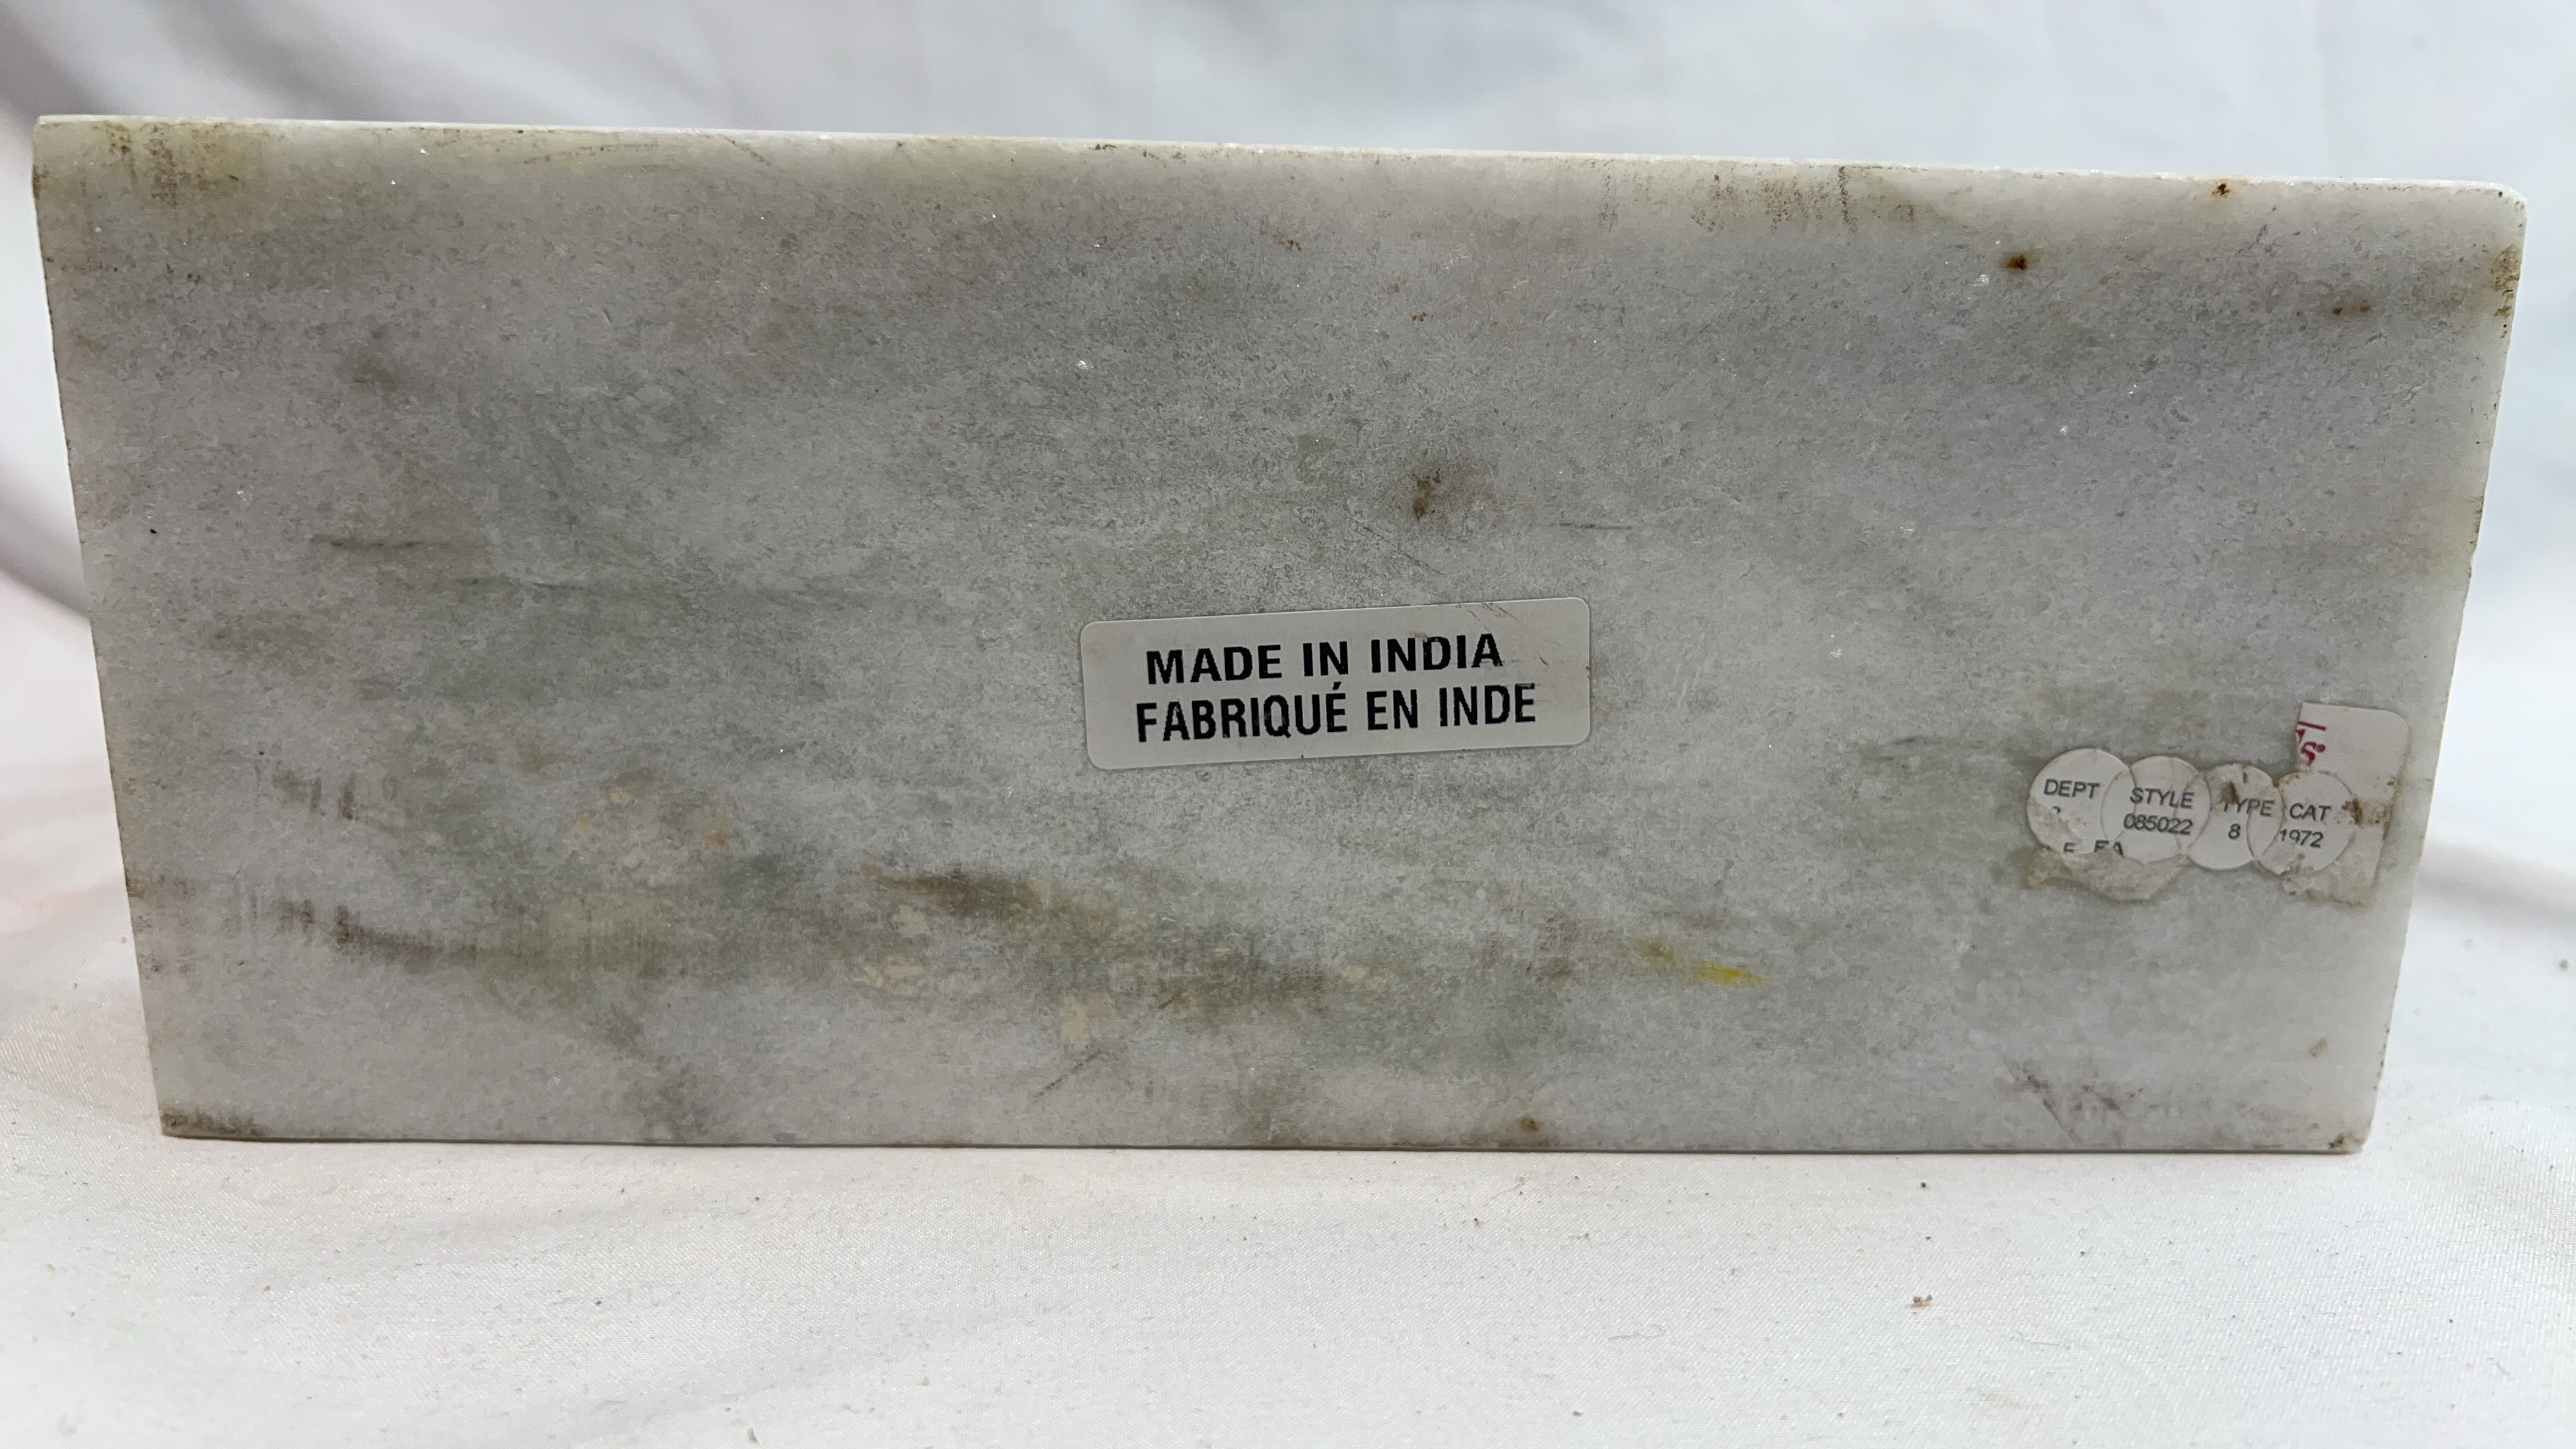 MADE IN INDIA
FABRIQUÉ EN INDE
DEPT STYLE TYPE CAT
085022 8 1972